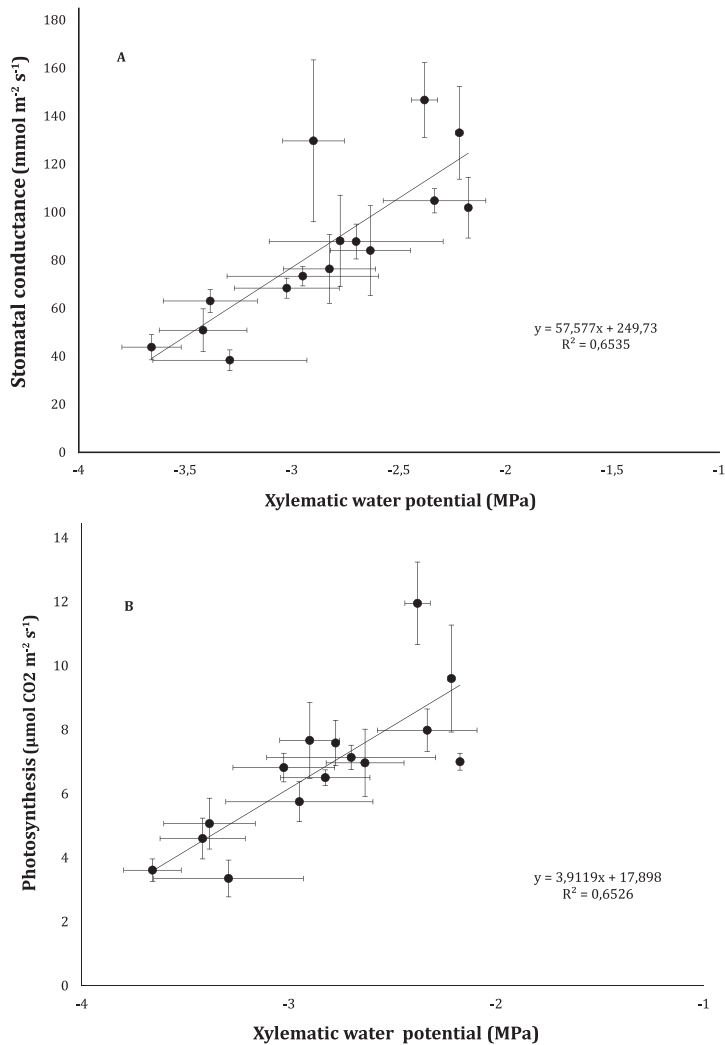 180
160
140
120
100
80
60
40
20
0
A
Stomatal conductance (mmol m⁻² s⁻¹)
y = 57,577x + 249,73
R² = 0,6535
-4
-3,5
-3
-2,5
-2
-1,5
-1
Xylematic water potential (MPa)
14
12
10
8
6
4
2
0
B
Photosynthesis (µmol CO2 m⁻² s⁻¹)
y = 3,9119x + 17,898
R² = 0,6526
-4
-3
-2
-1
Xylematic water potential (MPa)